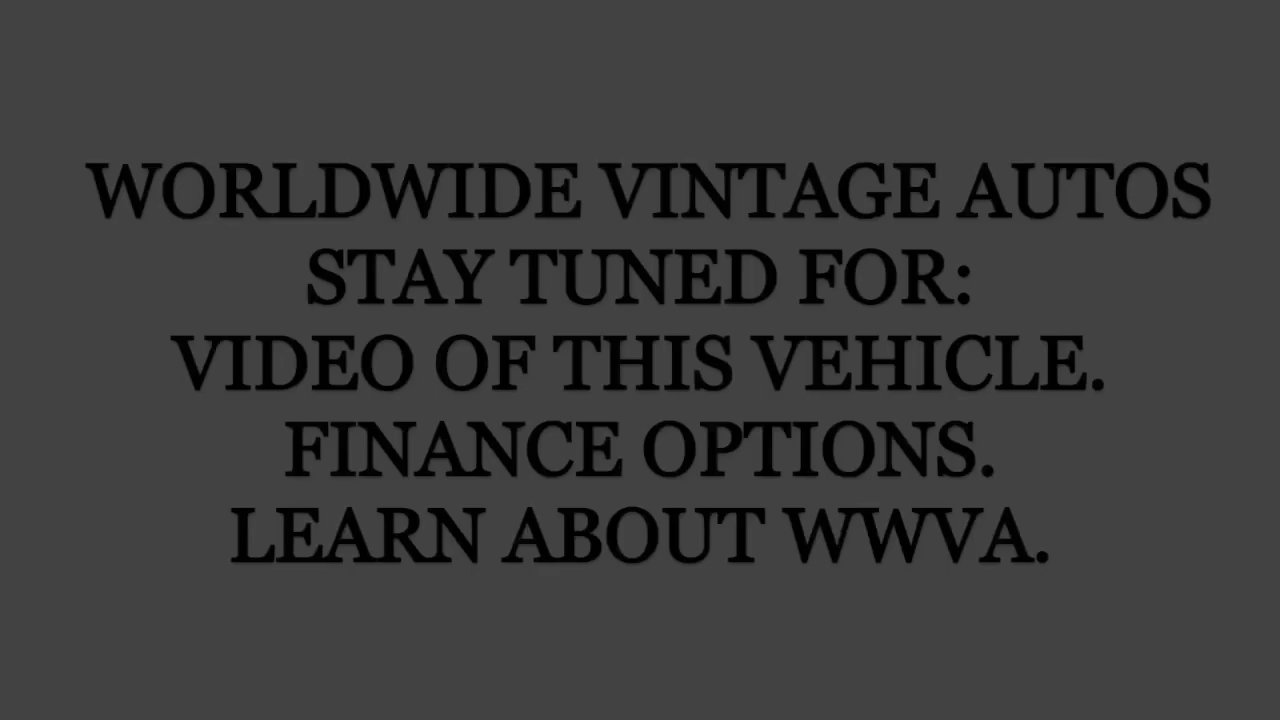 WORLDWIDE VINTAGE AUTOS
STAY TUNED FOR:
VIDEO OF THIS VEHICLE.
FINANCE OPTIONS.
LEARN ABOUT WWVA.